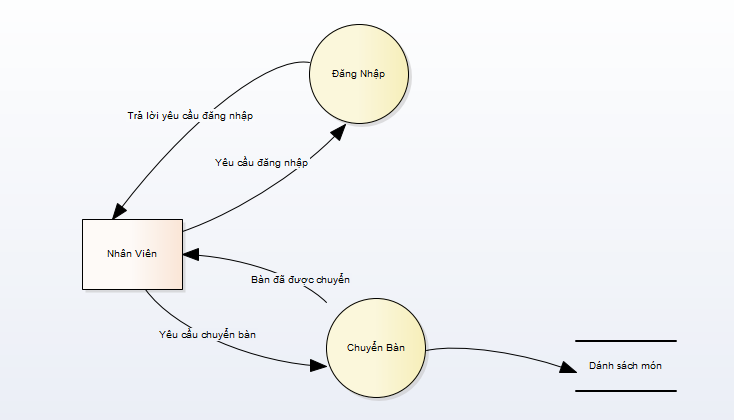 Đăng Nhập
Trả lời yêu cầu đăng nhập
Yêu cầu đăng nhập
Nhân Viên
Bàn đã được chuyển
Yêu cầu chuyển bàn
Chuyển Bàn
Dánh sách món